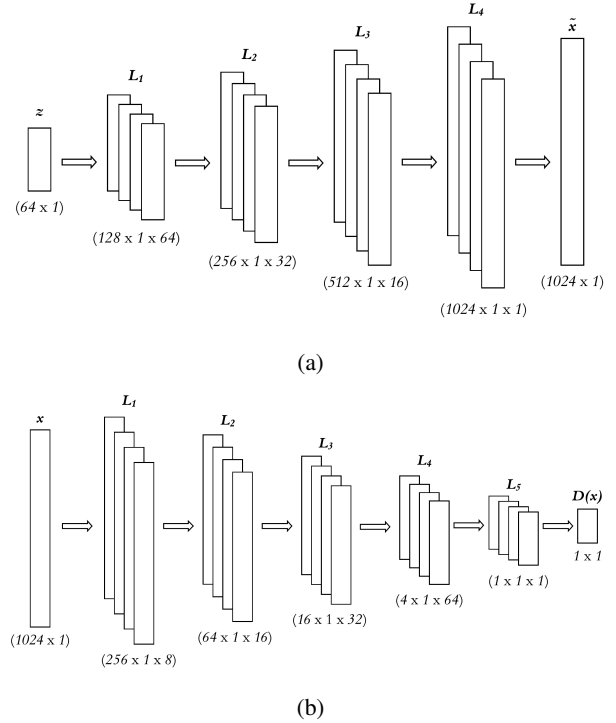 z
L1
L2
L3
L4
x̃
(64 x 1)
(128 x 1 x 64)
(256 x 1 x 32)
(512 x 1 x 16)
(1024 x 1 x 1)
(1024 x 1)
(a)
x
L1
L2
L3
L4
L5
D(x)
(1024 x 1)
(256 x 1 x 8)
(64 x 1 x 16)
(16 x 1 x 32)
(4 x 1 x 64)
(1 x 1 x 1)
1 x 1
(b)